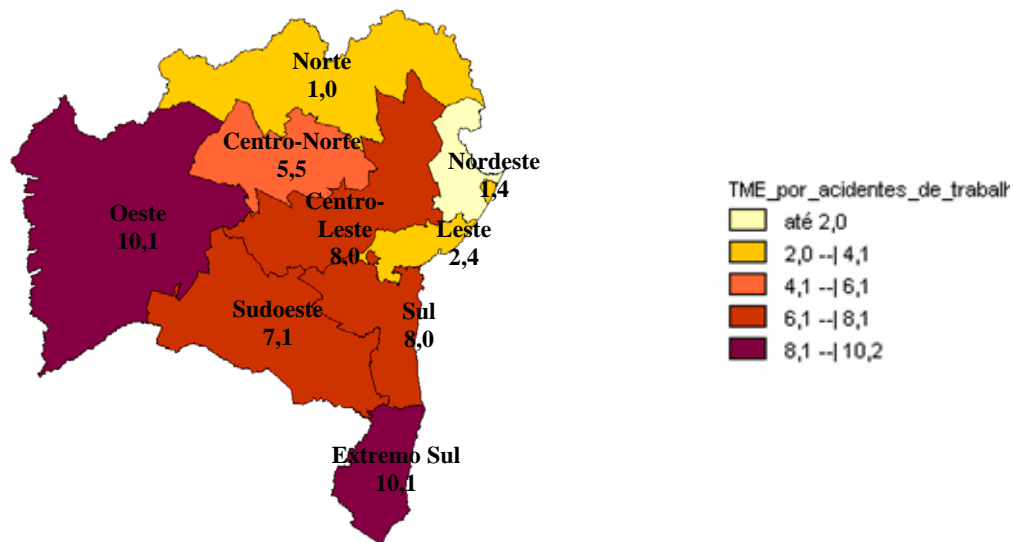 Norte
1,0
Centro-Norte
5,5
Nordeste
1,4
Oeste
10,1
Centro-
Leste
8,0
Leste
2,4
Sudoeste
7,1
Sul
8,0
Extremo Sul
10,1
TME_por_acidentes_de_trabalh
até 2,0
2,0 --| 4,1
4,1 --| 6,1
6,1 --| 8,1
8,1 --| 10,2